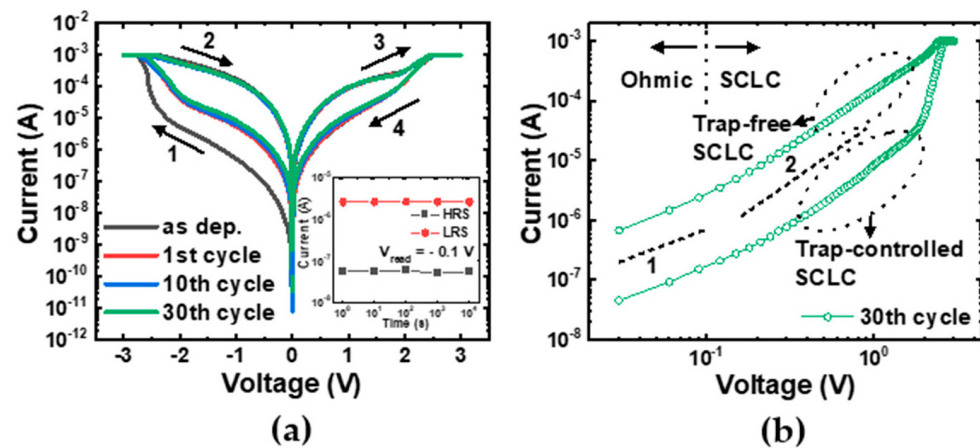 10⁻²
10⁻³
10⁻⁴
10⁻⁵
10⁻⁶
10⁻⁷
10⁻⁸
10⁻⁹
10⁻¹⁰
10⁻¹¹
10⁻¹²
Current (A)
2
3
1
4
as dep.
1st cycle
10th cycle
30th cycle
10⁻⁵
10⁻⁶
10⁻⁷
10⁻⁸
Current (A)
HRS
LRS
Vread = - 0.1 V
10⁰ 10¹ 10² 10³ 10⁴
Time (s)
-3 -2 -1 0 1 2 3
Voltage (V)
(a)
10⁻³
10⁻⁴
10⁻⁵
10⁻⁶
10⁻⁷
10⁻⁸
Current (A)
Ohmic SCLC
Trap-free
SCLC
2
1
Trap-controlled
SCLC
30th cycle
10⁻¹ 10⁰
Voltage (V)
(b)